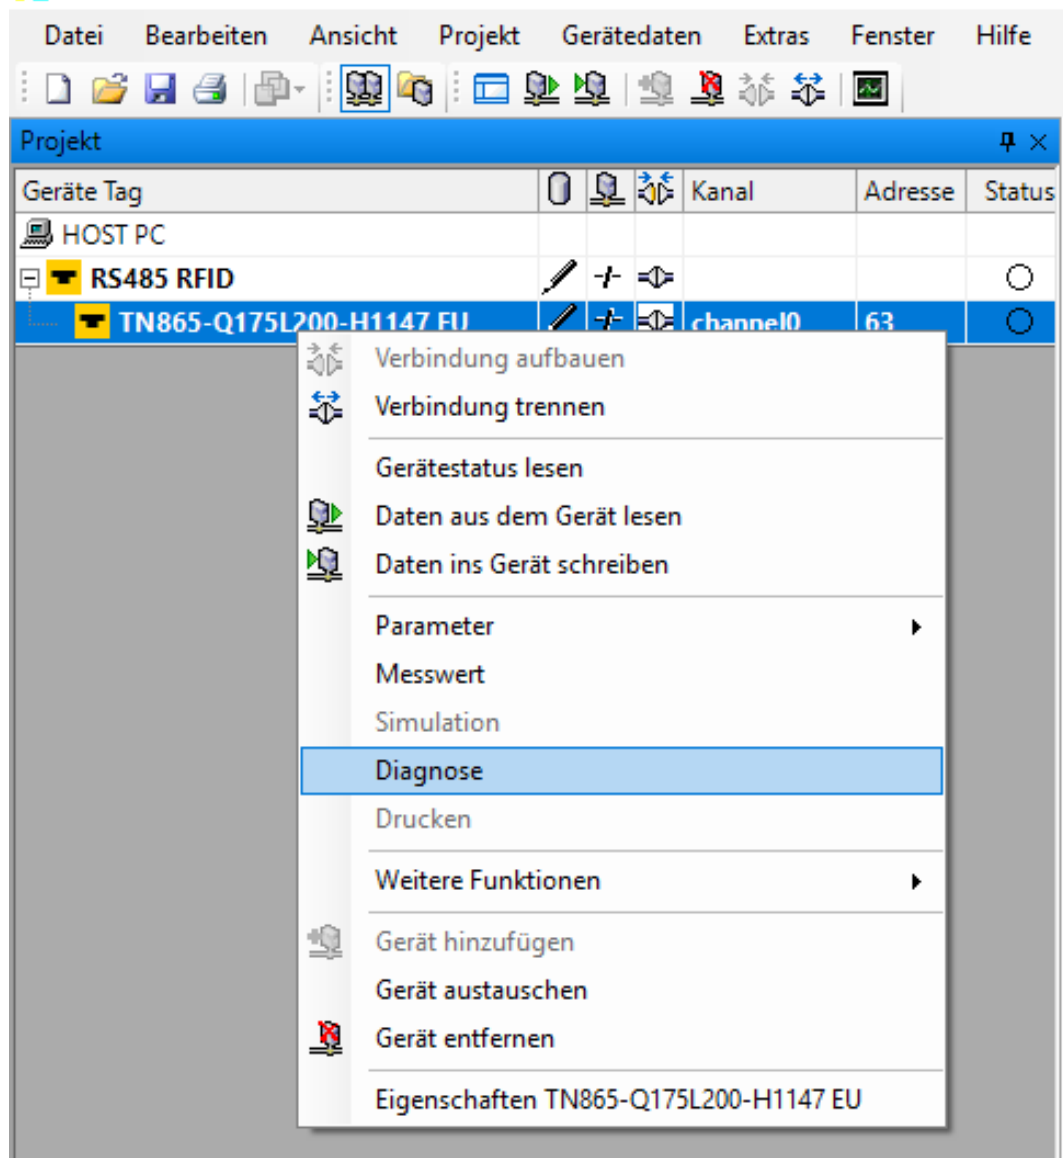 Datei Bearbeiten Ansicht Projekt Gerätedaten Extras Fenster Hilfe
Projekt
Geräte Tag Kanal Adresse Status
HOST PC
RS485 RFID
TN865-Q175L200-H1147 EU channel0 63
Verbindung aufbauen
Verbindung trennen
Gerätestatus lesen
Daten aus dem Gerät lesen
Daten ins Gerät schreiben
Parameter
Messwert
Simulation
Diagnose
Drucken
Weitere Funktionen
Gerät hinzufügen
Gerät austauschen
Gerät entfernen
Eigenschaften TN865-Q175L200-H1147 EU